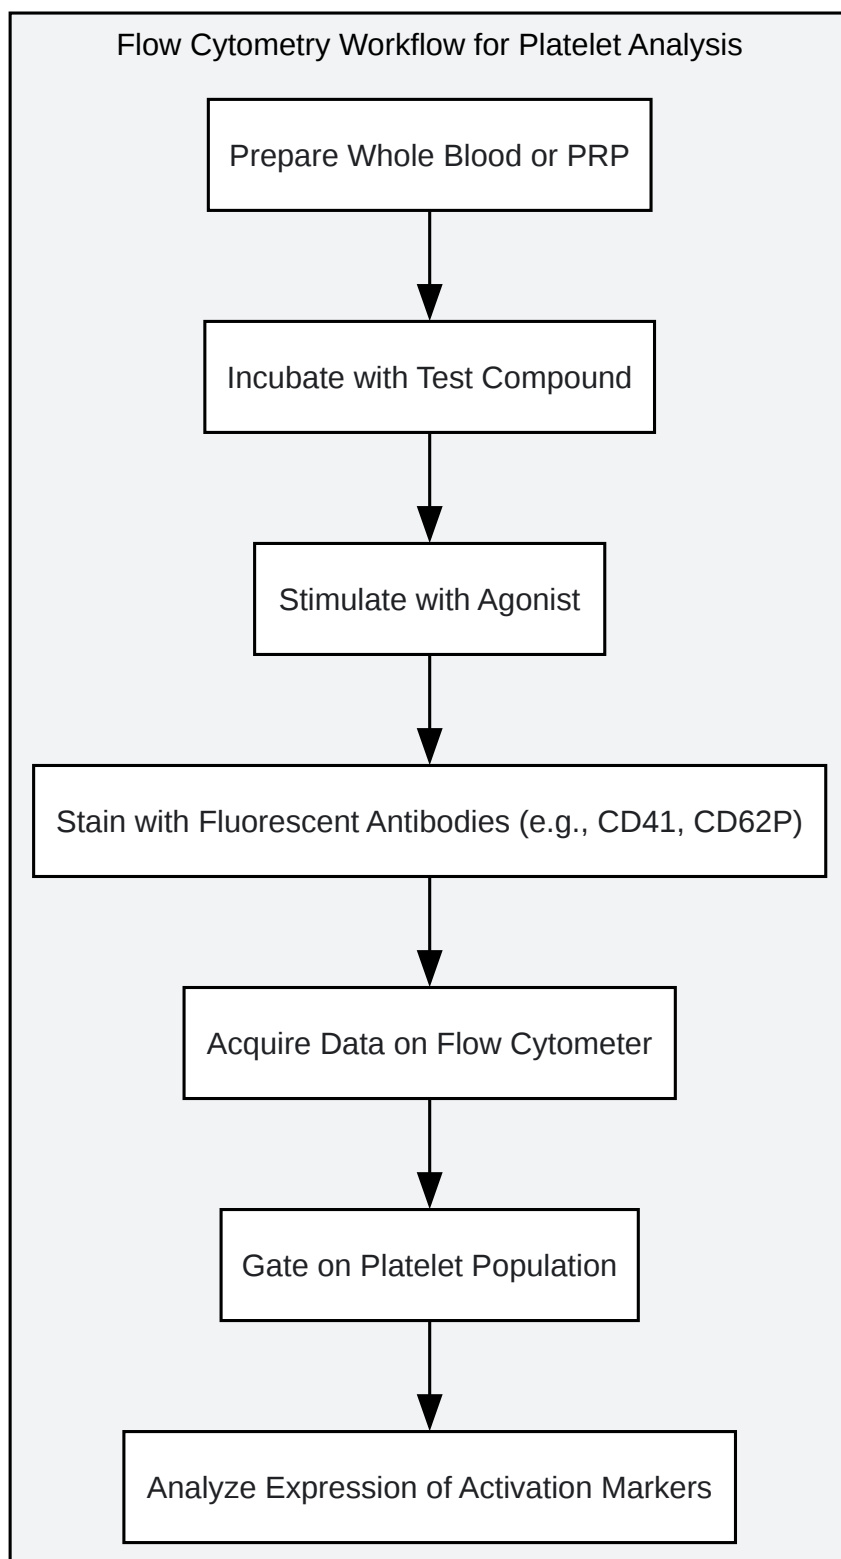 Flow Cytometry Workflow for Platelet Analysis
Prepare Whole Blood or PRP
Incubate with Test Compound
Stimulate with Agonist
Stain with Fluorescent Antibodies (e.g., CD41, CD62P)
Acquire Data on Flow Cytometer
Gate on Platelet Population
Analyze Expression of Activation Markers